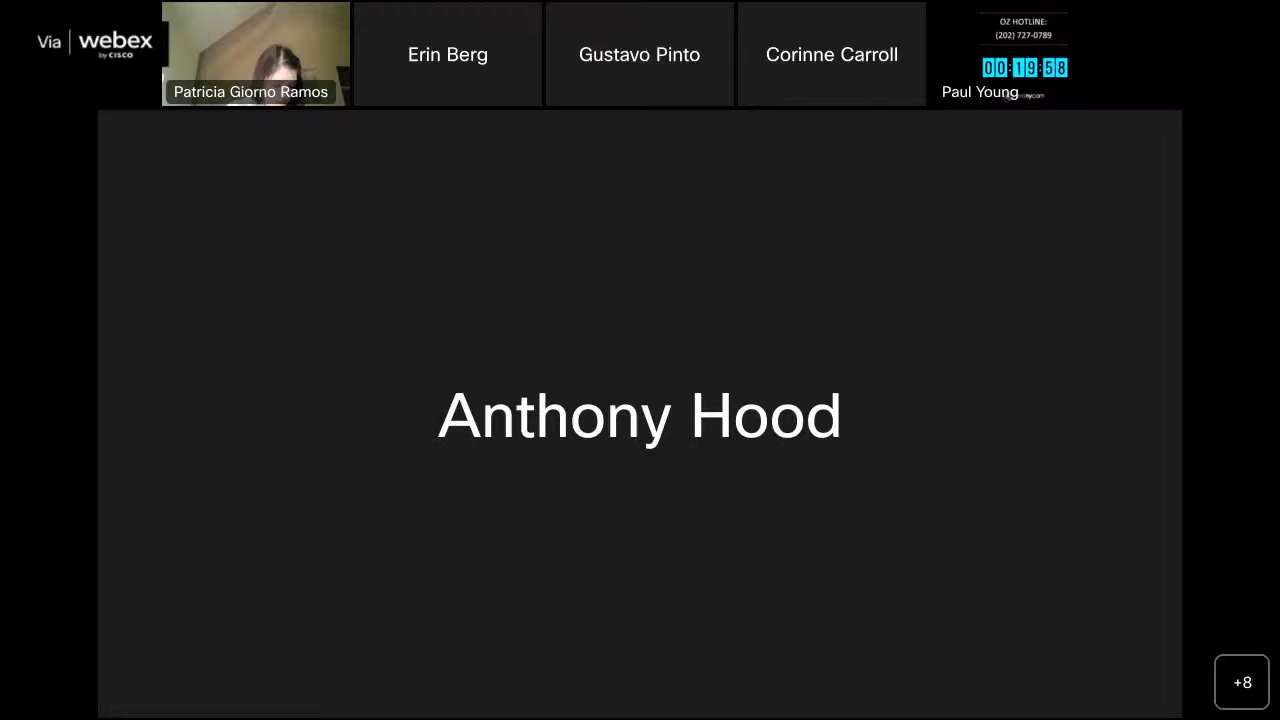 Via | webex
by CISCO
Patricia Giorno Ramos
Erin Berg
Gustavo Pinto
Corinne Carroll
OZ HOTLINE:
(202) 727-0789
00:19:58
Paul Young
Anthony Hood
+8